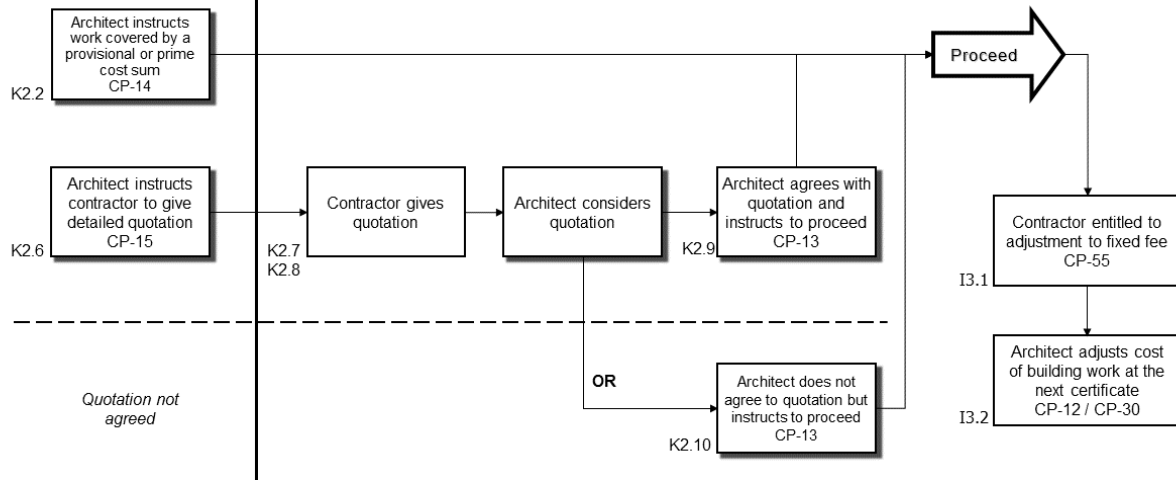 Architect instructs
work covered by a
provisional or prime
cost sum
CP-14
K2.2
Proceed
Architect instructs
contractor to give
detailed quotation
CP-15
K2.6
Contractor gives
quotation
K2.7
K2.8
Architect considers
quotation
Architect agrees with
quotation and
instructs to proceed
CP-13
K2.9
Contractor entitled to
adjustment to fixed fee
CP-55
I3.1
Quotation not
agreed
OR
Architect does not
agree to quotation but
instructs to proceed
CP-13
K2.10
Architect adjusts cost
of building work at the
next certificate
CP-12 / CP-30
I3.2